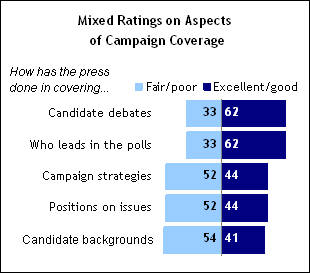 Mixed Ratings on Aspects
of Campaign Coverage
How has the press
done in covering...
Fair/poor Excellent/good
Candidate debates 33 62
Who leads in the polls 33 62
Campaign strategies 52 44
Positions on issues 52 44
Candidate backgrounds 54 41